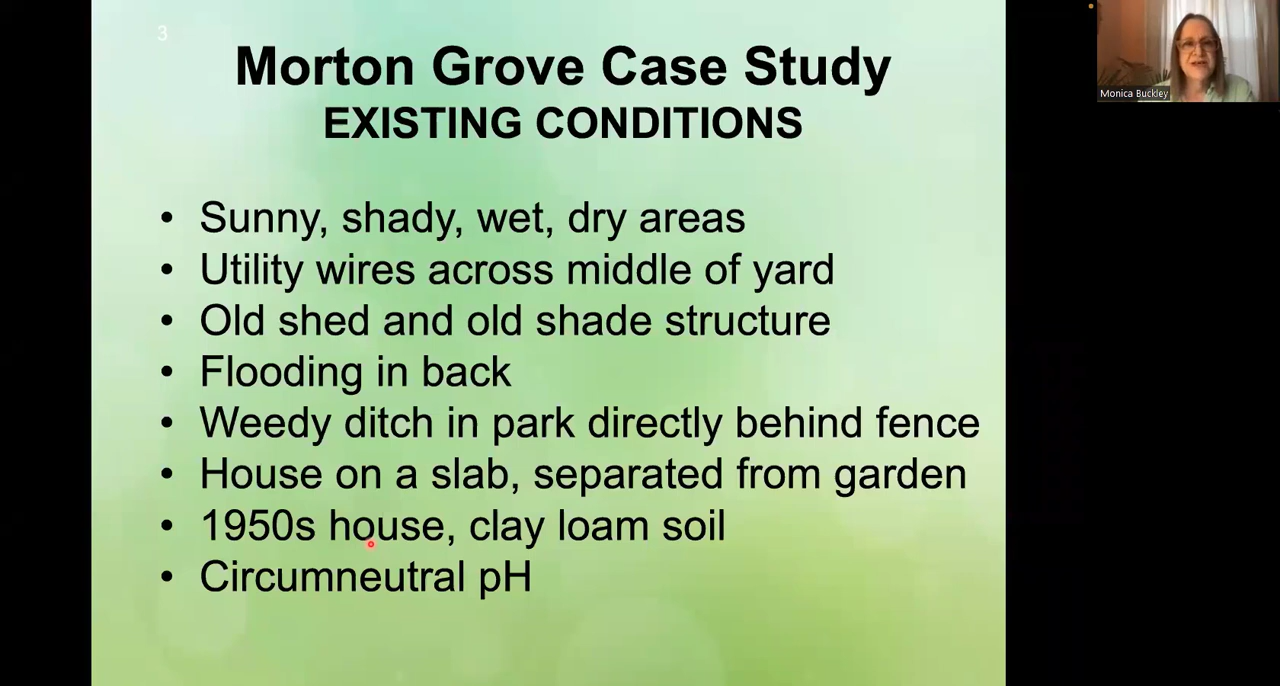 3
Morton Grove Case Study
EXISTING CONDITIONS
• Sunny, shady, wet, dry areas
• Utility wires across middle of yard
• Old shed and old shade structure
• Flooding in back
• Weedy ditch in park directly behind fence
• House on a slab, separated from garden
• 1950s house, clay loam soil
• Circumneutral pH
Monica Buckley